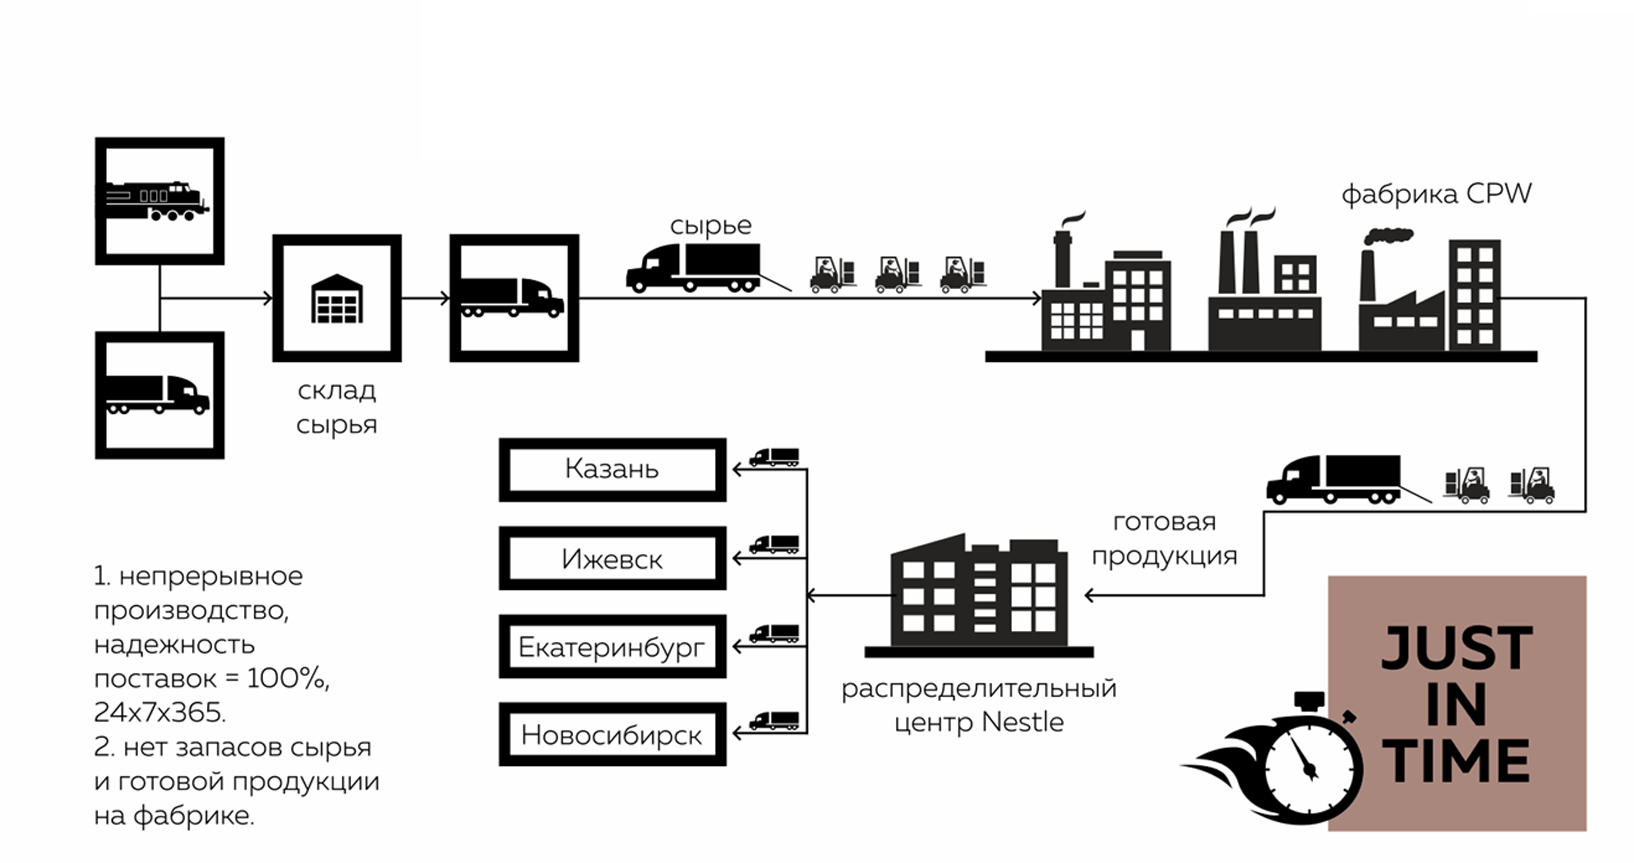 фабрика CPW
сырье
склад
сырья
Казань
Ижевск
Екатеринбург
Новосибирск
готовая
продукция
распределительный
центр Nestle
1. непрерывное
производство,
надежность
поставок = 100%,
24x7x365.
2. нет запасов сырья
и готовой продукции
на фабрике.
JUST
IN
TIME